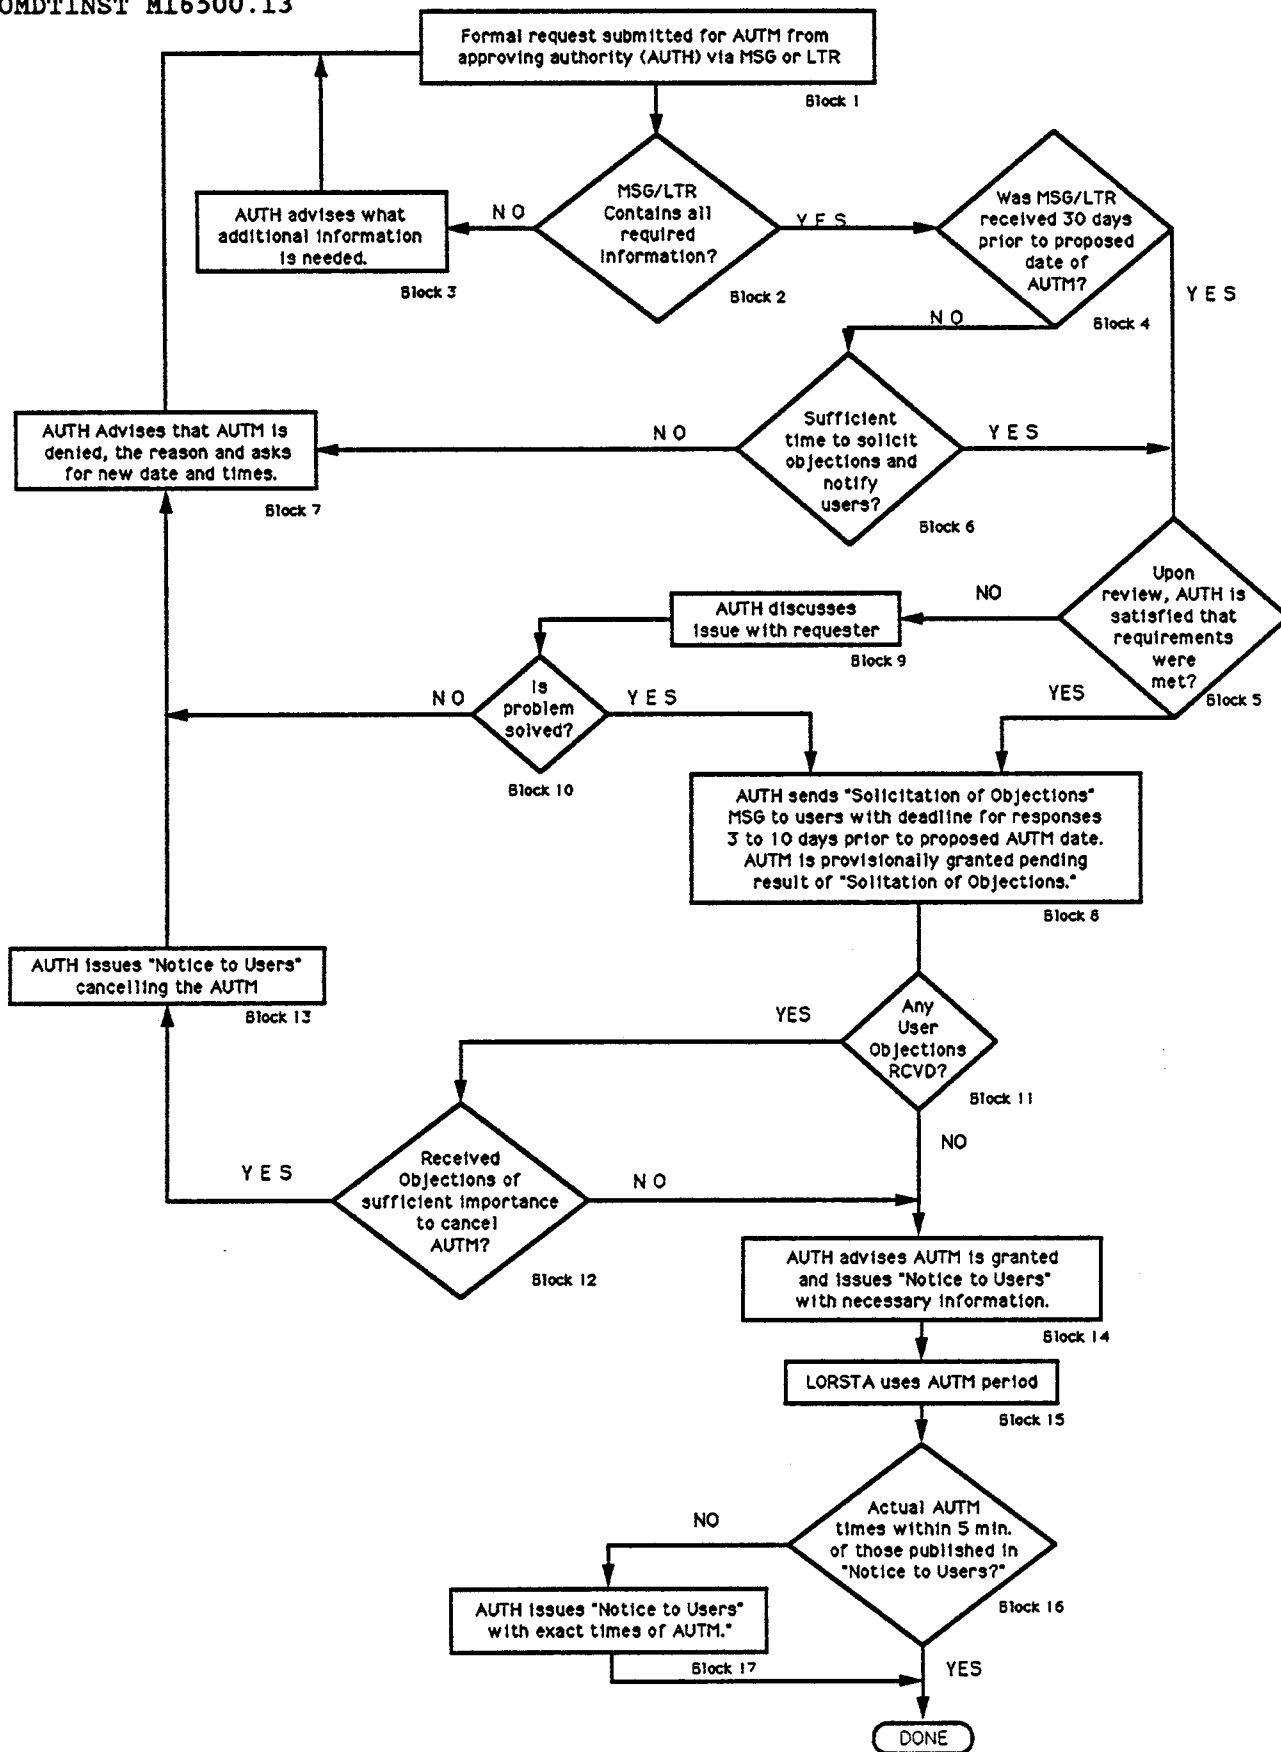 OMDTINST M16500.13
Formal request submitted for AUTM from
approving authority (AUTH) via MSG or LTR
Block 1
MSG/LTR
Contains all
required
information?
Block 2
NO
YES
AUTH advises what
additional information
is needed.
Block 3
Was MSG/LTR
received 30 days
prior to proposed
date of
AUTM?
Block 4
YES
NO
Sufficient
time to solicit
objections and
notify
users?
Block 6
NO
YES
AUTH Advises that AUTM is
denied, the reason and asks
for new date and times.
Block 7
Upon
review, AUTH is
satisfied that
requirements
were
met?
Block 5
NO
YES
AUTH discusses
issue with requester
Block 9
Is
problem
solved?
Block 10
NO
YES
AUTH sends "Solicitation of Objections"
MSG to users with deadline for responses
3 to 10 days prior to proposed AUTM date.
AUTM is provisionally granted pending
result of "Solitation of Objections."
Block 8
AUTH issues "Notice to Users"
cancelling the AUTM
Block 13
Any
User
Objections
RCVD?
Block 11
YES
NO
Received
Objections of
sufficient importance
to cancel
AUTM?
Block 12
YES
NO
AUTH advises AUTM is granted
and issues "Notice to Users"
with necessary information.
Block 14
LORSTA uses AUTM period
Block 15
Actual AUTM
times within 5 min.
of those published in
"Notice to Users?"
Block 16
NO
YES
AUTH issues "Notice to Users"
with exact times of AUTM."
Block 17
DONE